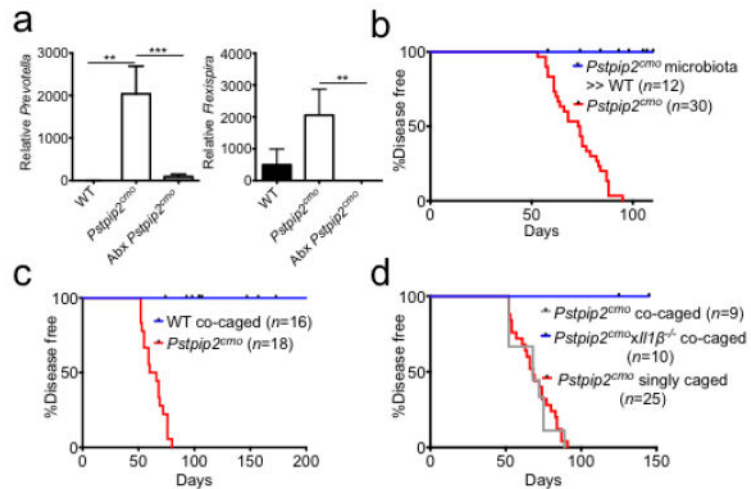 a
Relative Prevotella
3000
2000
1000
0
**
***
WT
Pstpip2cmo
Abx Pstpip2cmo
Relative Flexispira
4000
3000
2000
1000
0
**
WT
Pstpip2cmo
Abx Pstpip2cmo
b
%Disease free
100
50
0
0
50
100
Days
Pstpip2cmo microbiota
>> WT (n=12)
Pstpip2cmo (n=30)
c
%Disease free
100
50
0
0
50
100
150
200
Days
WT co-caged (n=16)
Pstpip2cmo (n=18)
d
%Disease free
100
50
0
0
50
100
150
Days
Pstpip2cmo co-caged (n=9)
Pstpip2cmoxIl1β–/– co-caged
(n=10)
Pstpip2cmo singly caged
(n=25)